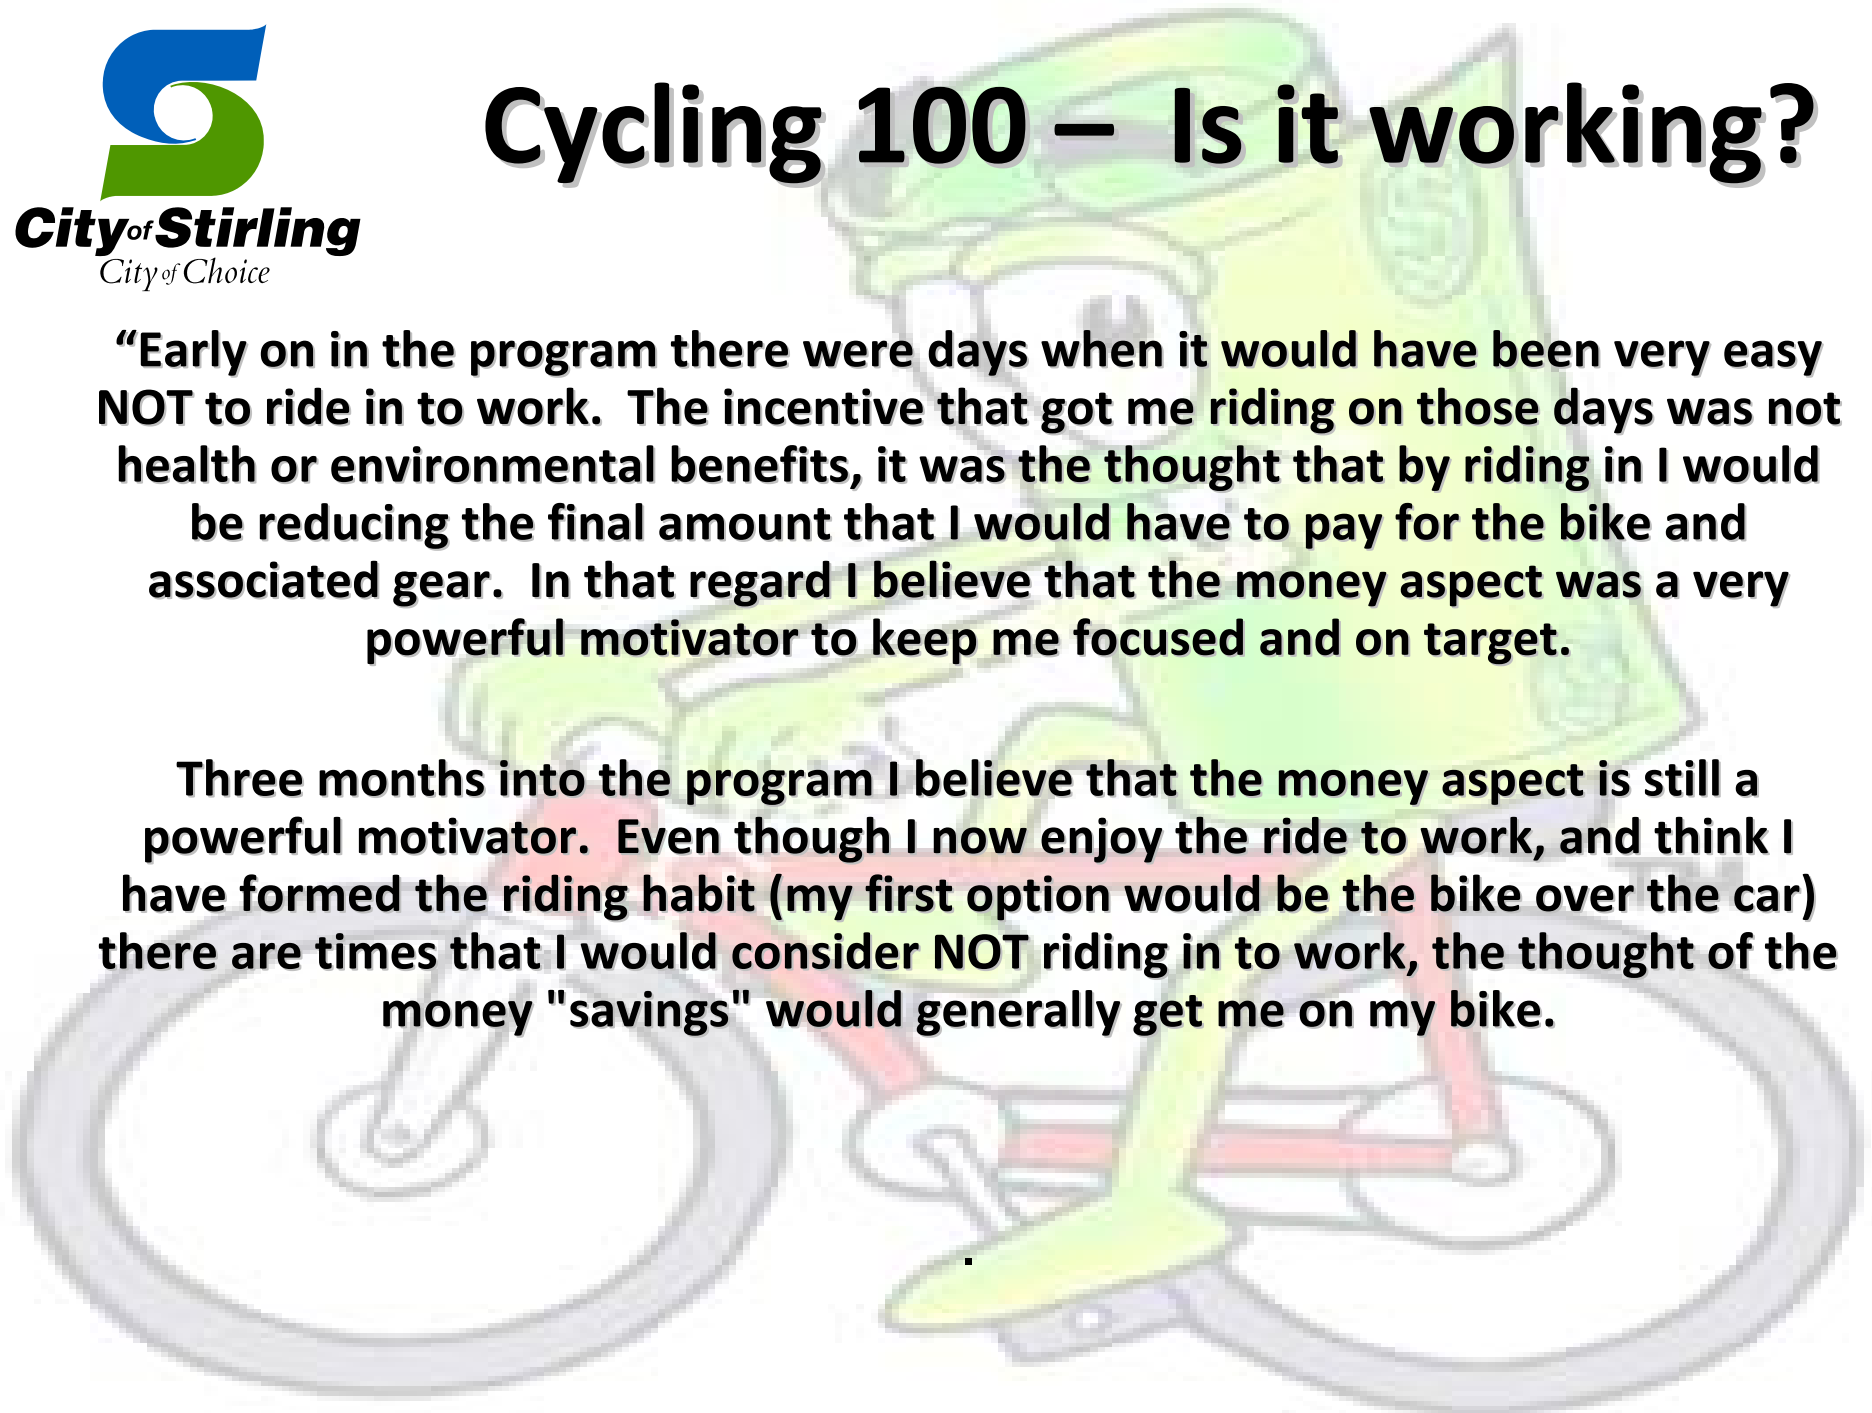 City of Stirling
City of Choice
Cycling 100 –  Is it working?
“Early on in the program there were days when it would have been very easy
NOT to ride in to work.  The incentive that got me riding on those days was not
health or environmental benefits, it was the thought that by riding in I would
be reducing the final amount that I would have to pay for the bike and
associated gear.  In that regard I believe that the money aspect was a very
powerful motivator to keep me focused and on target.
Three months into the program I believe that the money aspect is still a
powerful motivator.  Even though I now enjoy the ride to work, and think I
have formed the riding habit (my first option would be the bike over the car)
there are times that I would consider NOT riding in to work, the thought of the
money "savings" would generally get me on my bike.
.